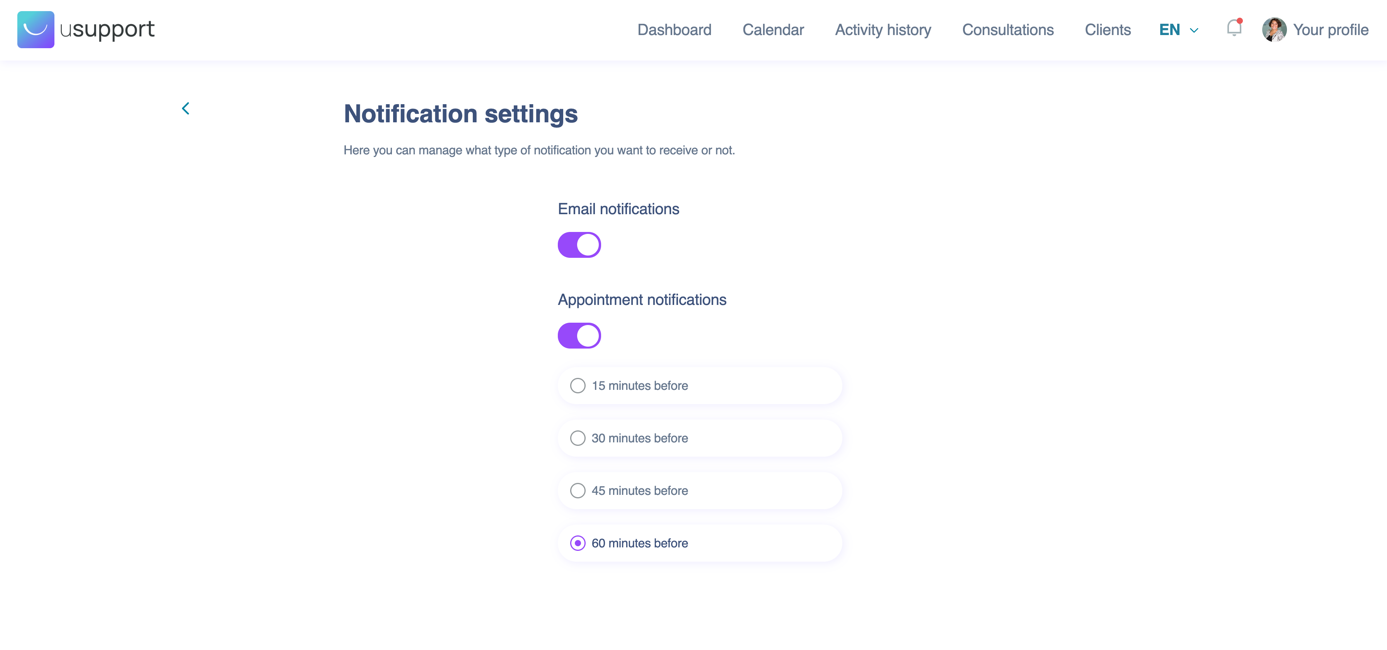 usupport
Dashboard
Calendar
Activity history
Consultations
Clients
EN
Your profile
Notification settings
Here you can manage what type of notification you want to receive or not.
Email notifications
Appointment notifications
15 minutes before
30 minutes before
45 minutes before
60 minutes before